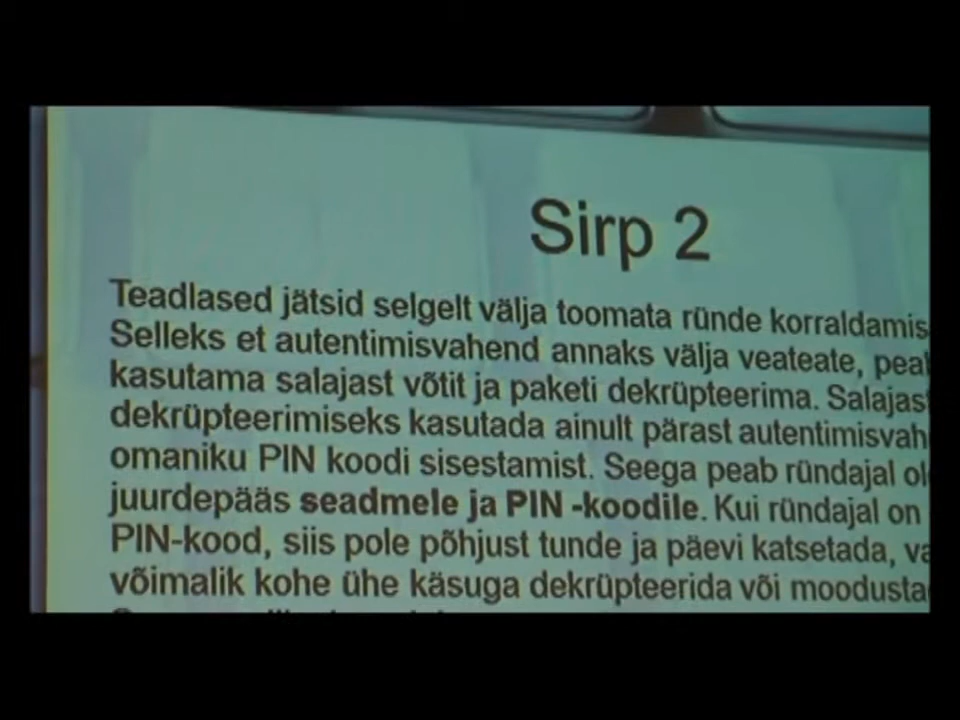 Sirp 2
Teadlased jätsid selgelt välja toomata ründe korraldamis
Selleks et autentimisvahend annaks välja veateate, peab
kasutama salajast võtit ja paketi dekrüpteerima. Salajast
dekrüpteerimiseks kasutada ainult pärast autentimisvah
omaniku PIN koodi sisestamist. Seega peab ründajal ol
juurdepääs seadmele ja PIN -koodile. Kui ründajal on
PIN-kood, siis pole põhjust tunde ja päevi katsetada, va
võimalik kohe ühe käsuga dekrüpteerida või moodusta